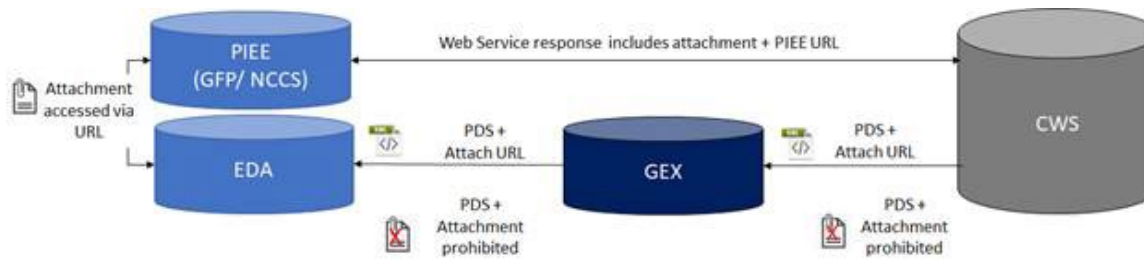 PIEE
(GFP/ NCCS)
Web Service response includes attachment + PIEE URL
Attachment
accessed via
URL
EDA
PDS +
Attach URL
GEX
PDS +
Attach URL
CWS
PDS +
Attachment
prohibited
PDS +
Attachment
prohibited